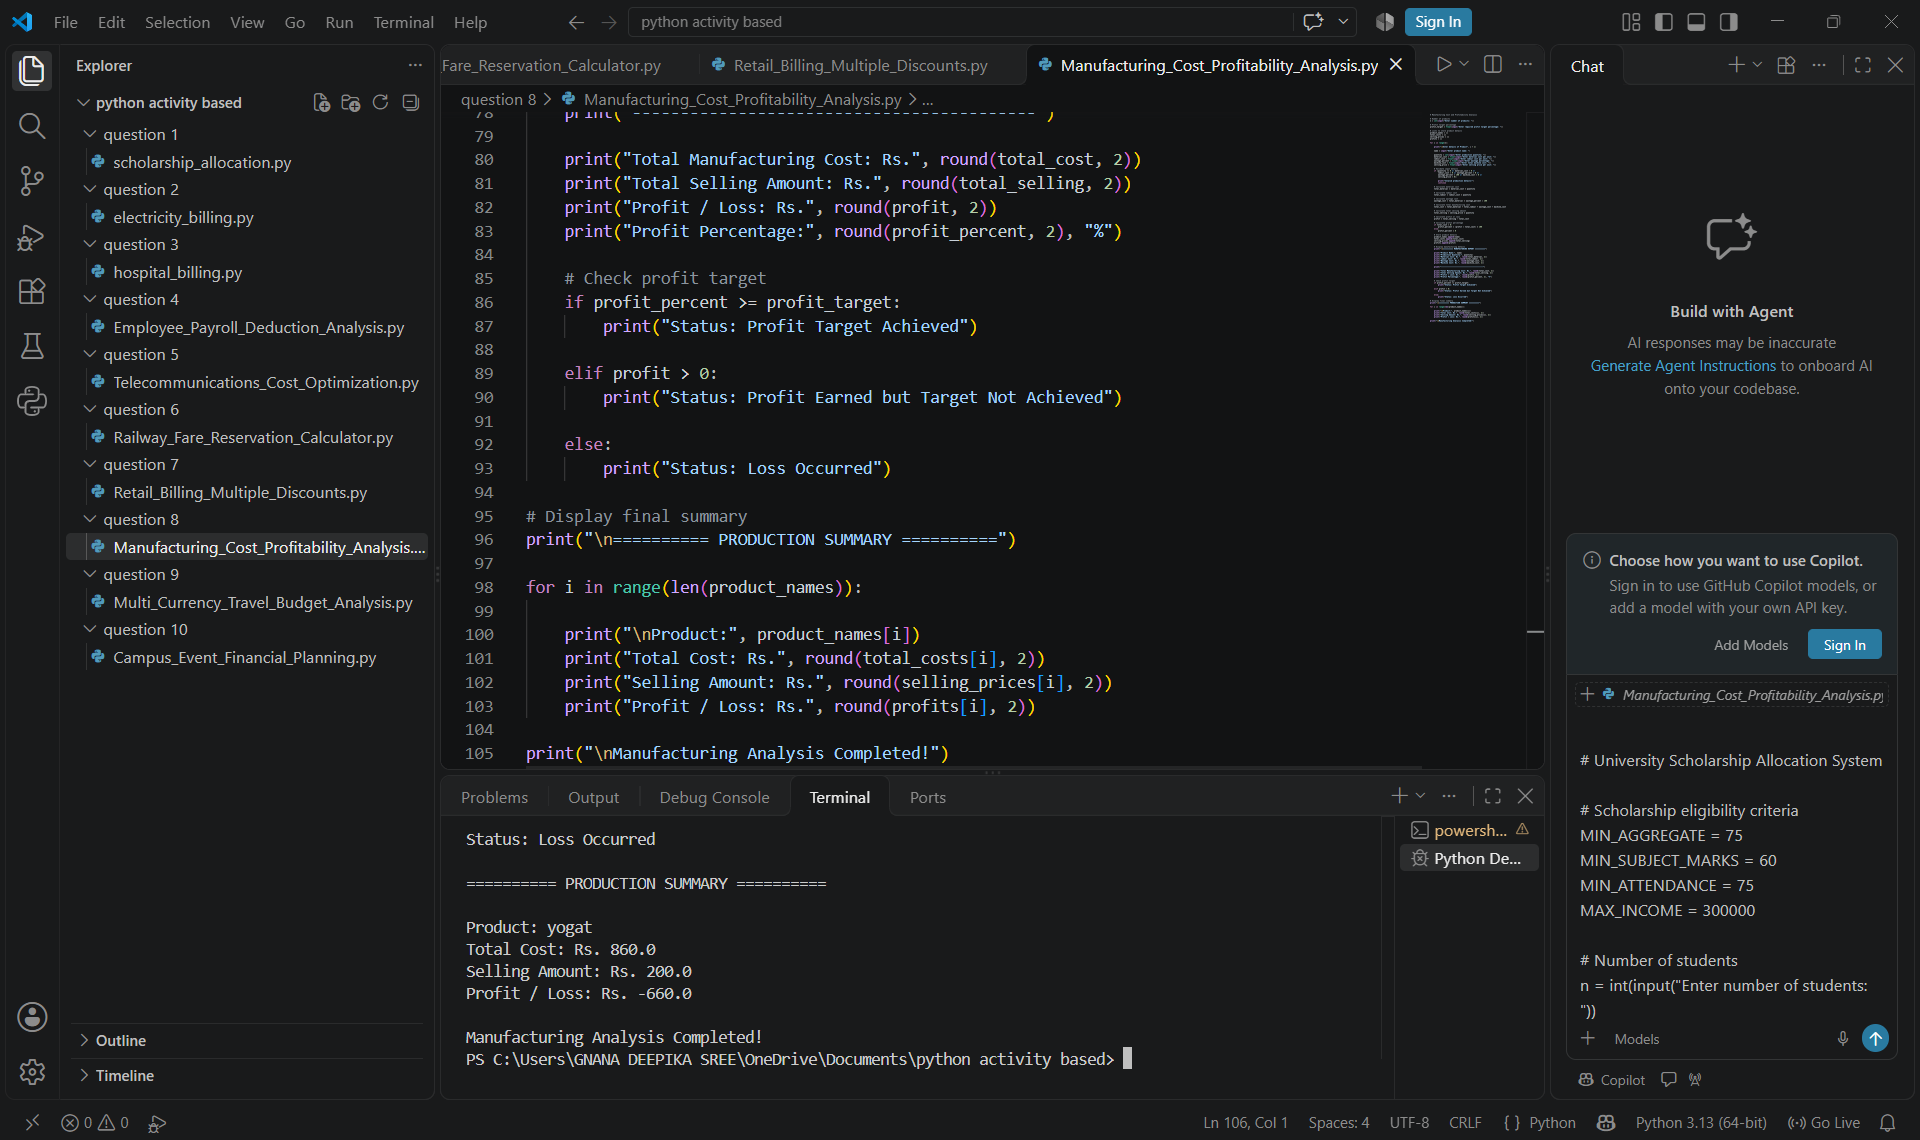 File Edit Selection View Go Run Terminal Help
python activity based
Sign In
Explorer
python activity based
question 1
scholarship_allocation.py
question 2
electricity_billing.py
question 3
hospital_billing.py
question 4
Employee_Payroll_Deduction_Analysis.py
question 5
Telecommunications_Cost_Optimization.py
question 6
Railway_Fare_Reservation_Calculator.py
question 7
Retail_Billing_Multiple_Discounts.py
question 8
Manufacturing_Cost_Profitability_Analysis....
question 9
Multi_Currency_Travel_Budget_Analysis.py
question 10
Campus_Event_Financial_Planning.py
Outline
Timeline
_Fare_Reservation_Calculator.py
Retail_Billing_Multiple_Discounts.py
Manufacturing_Cost_Profitability_Analysis.py
question 8 > Manufacturing_Cost_Profitability_Analysis.py > ...
78 print("------------------------------------------")
79
80 print("Total Manufacturing Cost: Rs.", round(total_cost, 2))
81 print("Total Selling Amount: Rs.", round(total_selling, 2))
82 print("Profit / Loss: Rs.", round(profit, 2))
83 print("Profit Percentage:", round(profit_percent, 2), "%")
84
85 # Check profit target
86 if profit_percent >= profit_target:
87 print("Status: Profit Target Achieved")
88
89 elif profit > 0:
90 print("Status: Profit Earned but Target Not Achieved")
91
92 else:
93 print("Status: Loss Occurred")
94
95 # Display final summary
96 print("\n========== PRODUCTION SUMMARY ==========")
97
98 for i in range(len(product_names)):
99
100 print("\nProduct:", product_names[i])
101 print("Total Cost: Rs.", round(total_costs[i], 2))
102 print("Selling Amount: Rs.", round(selling_prices[i], 2))
103 print("Profit / Loss: Rs.", round(profits[i], 2))
104
105 print("\nManufacturing Analysis Completed!")
Problems Output Debug Console Terminal Ports
Status: Loss Occurred
========== PRODUCTION SUMMARY ==========
Product: yogat
Total Cost: Rs. 860.0
Selling Amount: Rs. 200.0
Profit / Loss: Rs. -660.0
Manufacturing Analysis Completed!
PS C:\Users\GNANA DEEPIKA SREE\OneDrive\Documents\python activity based>
powersh...
Python De...
Chat
Build with Agent
AI responses may be inaccurate
Generate Agent Instructions to onboard AI
onto your codebase.
Choose how you want to use Copilot.
Sign in to use GitHub Copilot models, or
add a model with your own API key.
Add Models
Sign In
Manufacturing_Cost_Profitability_Analysis.py
# University Scholarship Allocation System
# Scholarship eligibility criteria
MIN_AGGREGATE = 75
MIN_SUBJECT_MARKS = 60
MIN_ATTENDANCE = 75
MAX_INCOME = 300000
# Number of students
n = int(input("Enter number of students:
"))
Models
Copilot
0 0
Ln 106, Col 1 Spaces: 4 UTF-8 CRLF { } Python Python 3.13 (64-bit) Go Live